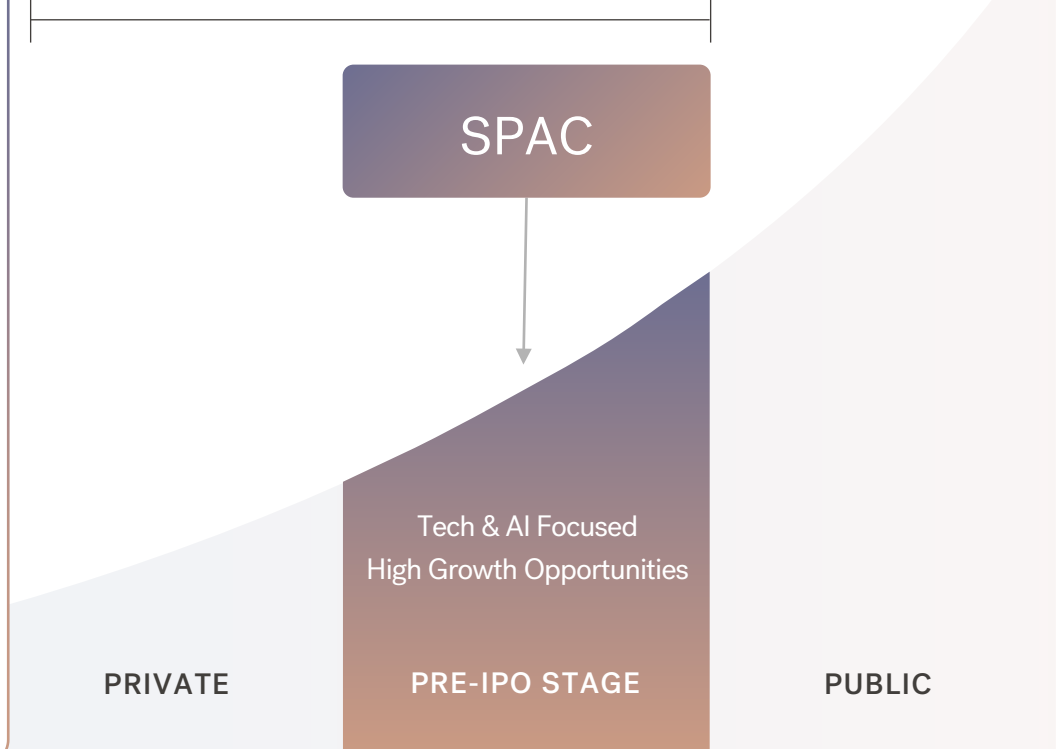 SPAC
Tech & AI Focused
High Growth Opportunities
PRIVATE
PRE-IPO STAGE
PUBLIC